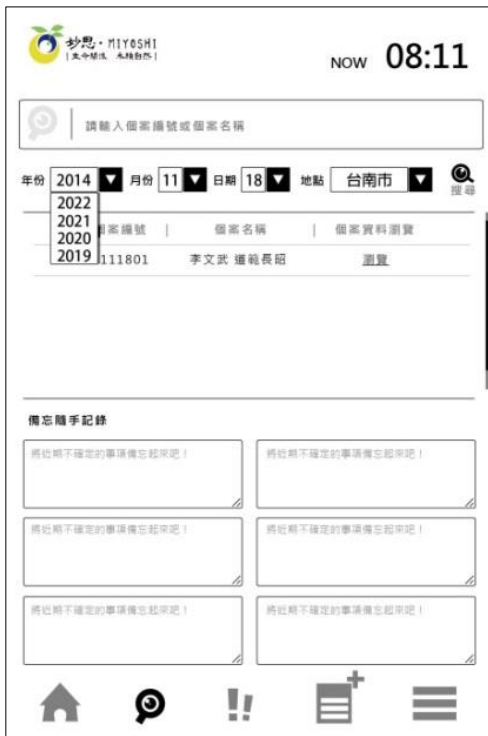 妙思·MIYOSHI
|生命關渡 木植自然|
NOW 08:11
請輸入個案編號或個案名稱
年份 2014 月份 11 日期 18 地點 台南市 搜尋
2022
2021
2020
2019
個案編號 | 個案名稱 | 個案資料瀏覽
111801 李文武 道範長昭 瀏覽
備忘隨手記錄
將近期不確定的事項備忘起來吧！ 將近期不確定的事項備忘起來吧！
將近期不確定的事項備忘起來吧！ 將近期不確定的事項備忘起來吧！
將近期不確定的事項備忘起來吧！ 將近期不確定的事項備忘起來吧！